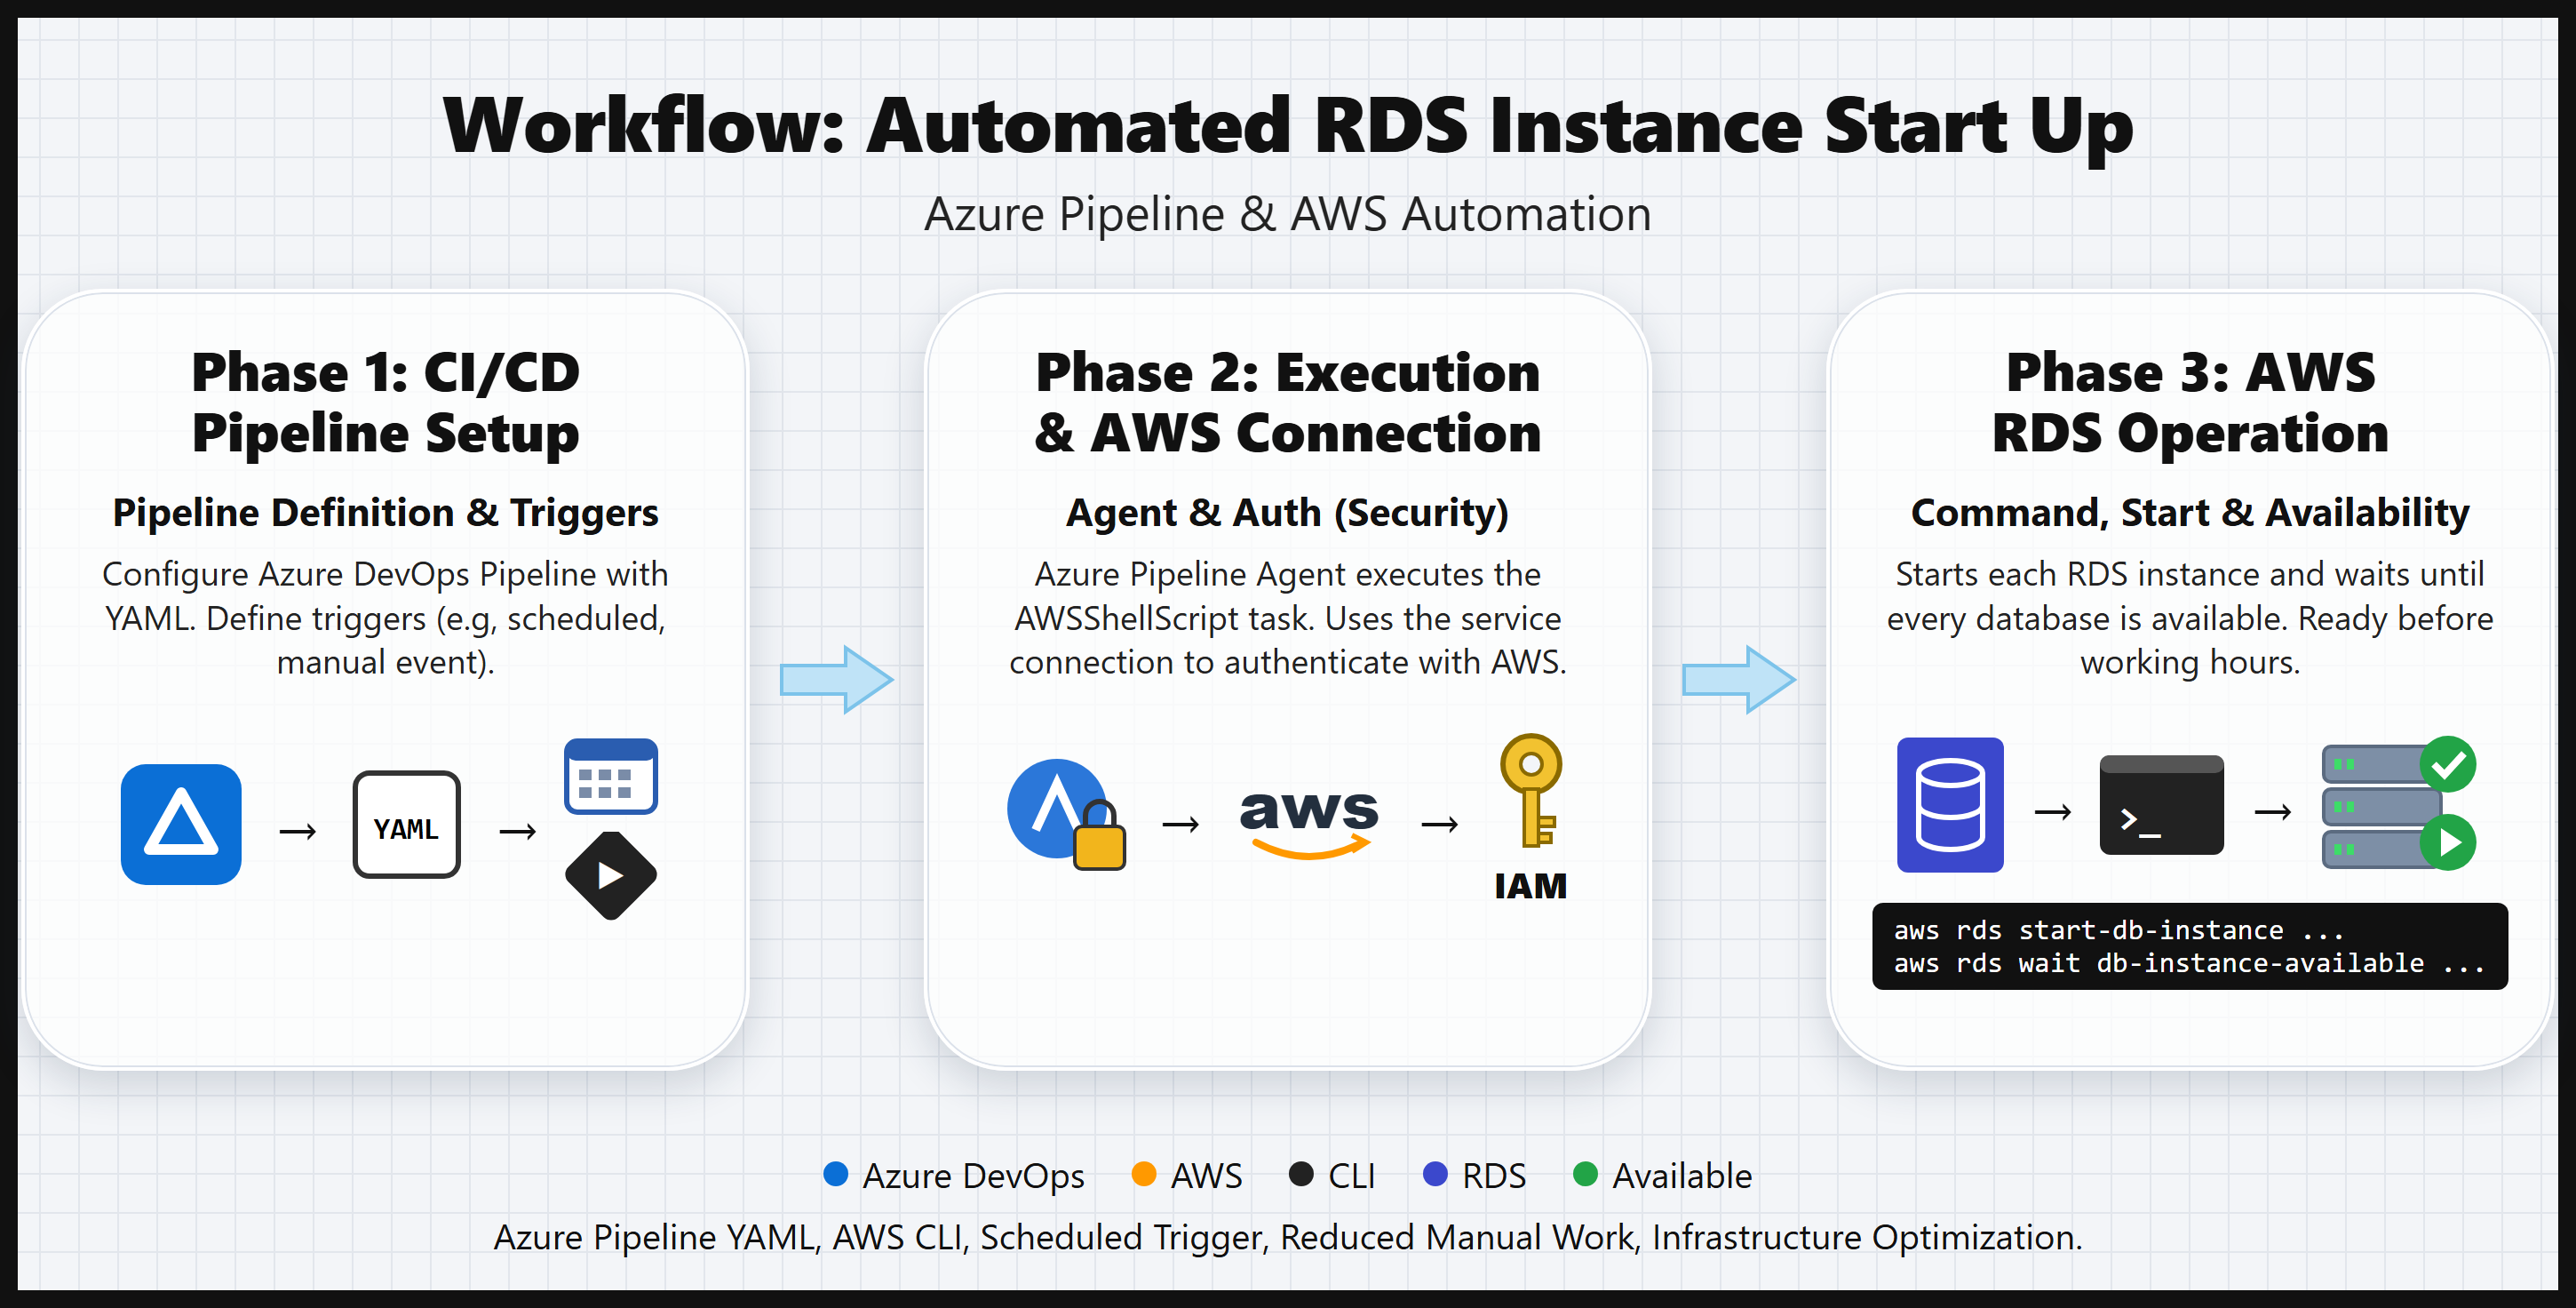 Workflow: Automated RDS Instance Start Up
Azure Pipeline & AWS Automation
Phase 1: CI/CD
Pipeline Setup
Pipeline Definition & Triggers
Configure Azure DevOps Pipeline with
YAML. Define triggers (e.g, scheduled,
manual event).
YAML
Phase 2: Execution
& AWS Connection
Agent & Auth (Security)
Azure Pipeline Agent executes the
AWSShellScript task. Uses the service
connection to authenticate with AWS.
aws
IAM
Phase 3: AWS
RDS Operation
Command, Start & Availability
Starts each RDS instance and waits until
every database is available. Ready before
working hours.
>_
aws rds start-db-instance ...
aws rds wait db-instance-available ...
Azure DevOps AWS CLI RDS Available
Azure Pipeline YAML, AWS CLI, Scheduled Trigger, Reduced Manual Work, Infrastructure Optimization.